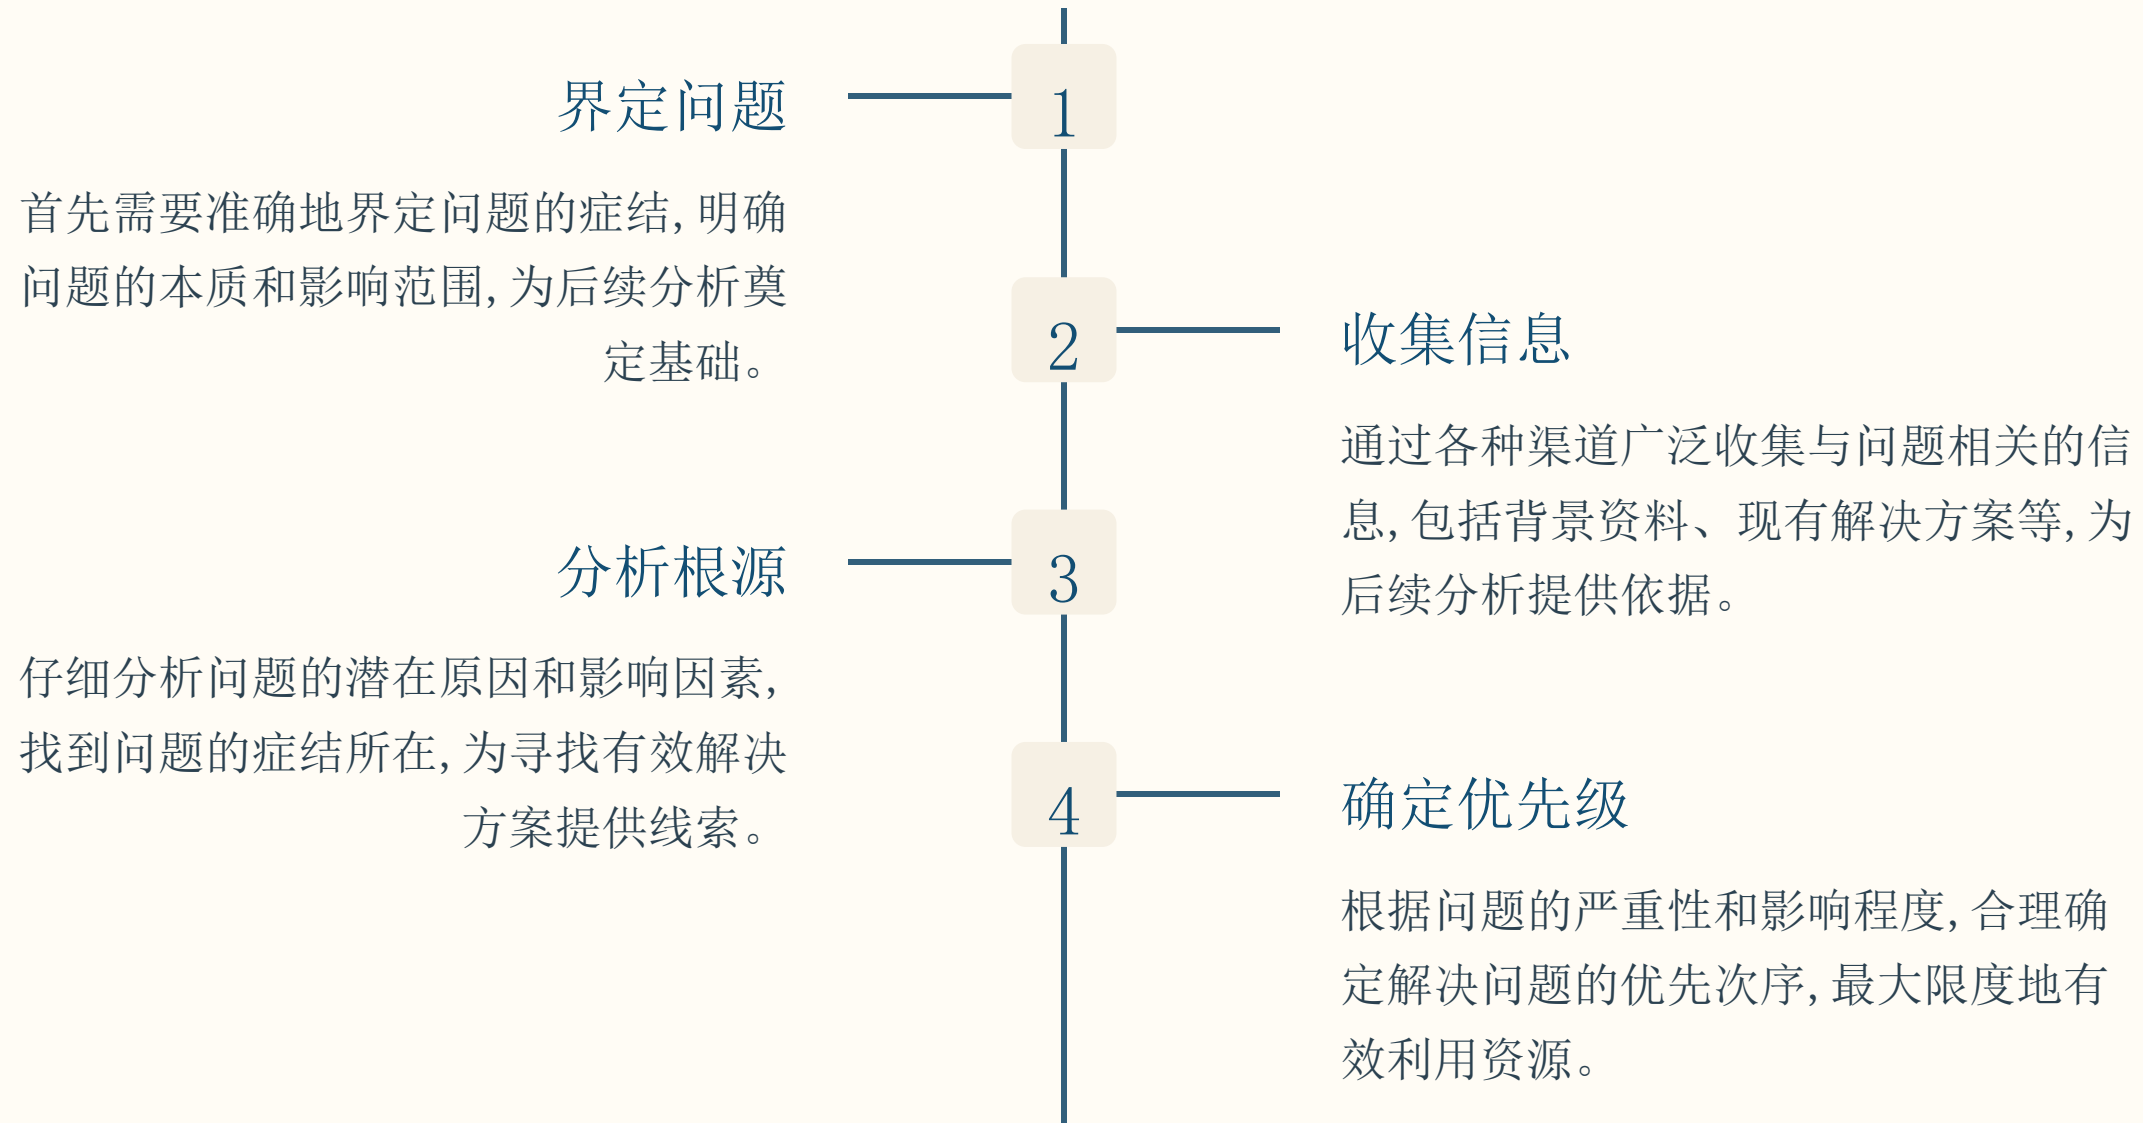 1
界定问题
首先需要准确地界定问题的症结,明确
问题的本质和影响范围,为后续分析奠
定基础。
2
收集信息
通过各种渠道广泛收集与问题相关的信
息,包括背景资料、现有解决方案等,为
后续分析提供依据。
3
分析根源
仔细分析问题的潜在原因和影响因素,
找到问题的症结所在,为寻找有效解决
方案提供线索。
4
确定优先级
根据问题的严重性和影响程度,合理确
定解决问题的优先次序,最大限度地有
效利用资源。